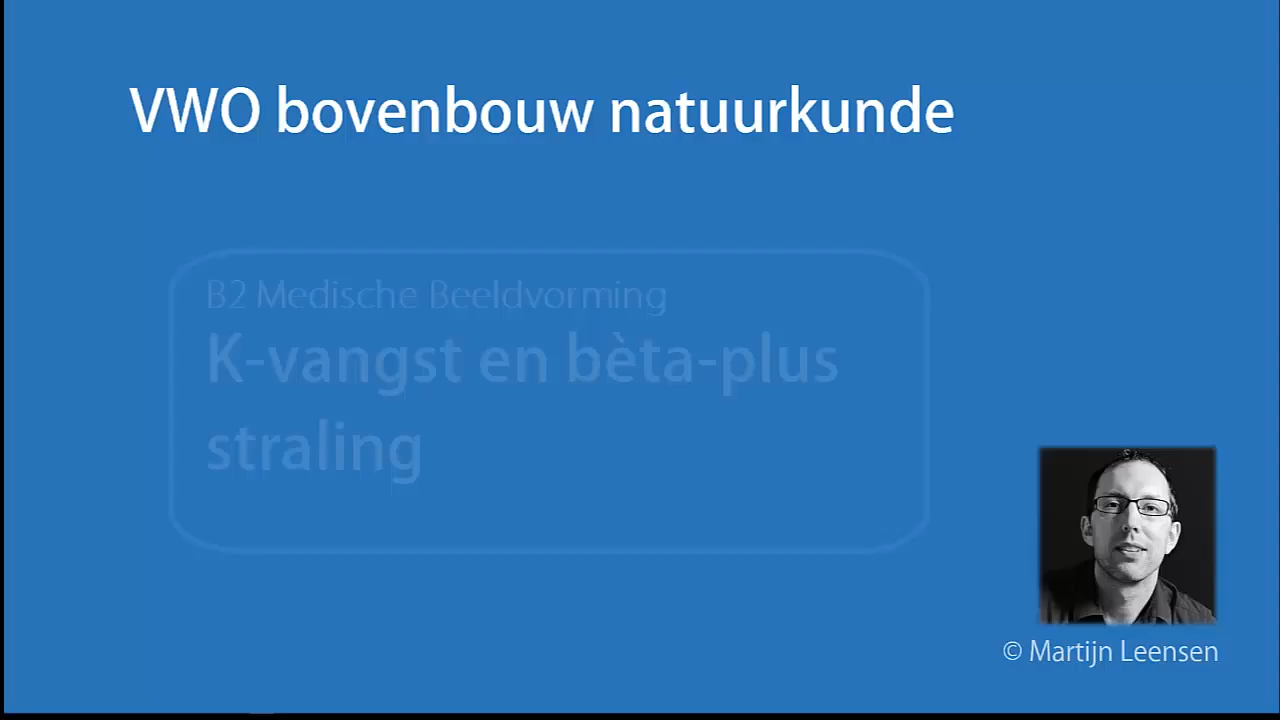 VWO bovenbouw natuurkunde
B2 Medische Beeldvorming
K-vangst en bèta-plus
straling
© Martijn Leensen